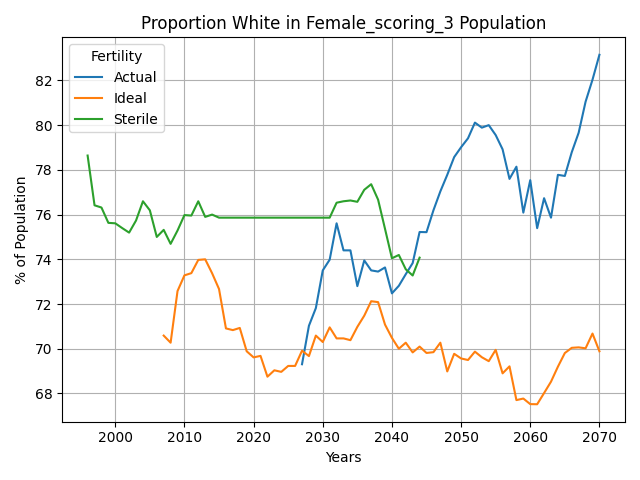 Proportion White in Female_scoring_3 Population
Fertility
Actual
Ideal
Sterile
% of Population
82
80
78
76
74
72
70
68
2000 2010 2020 2030 2040 2050 2060 2070
Years